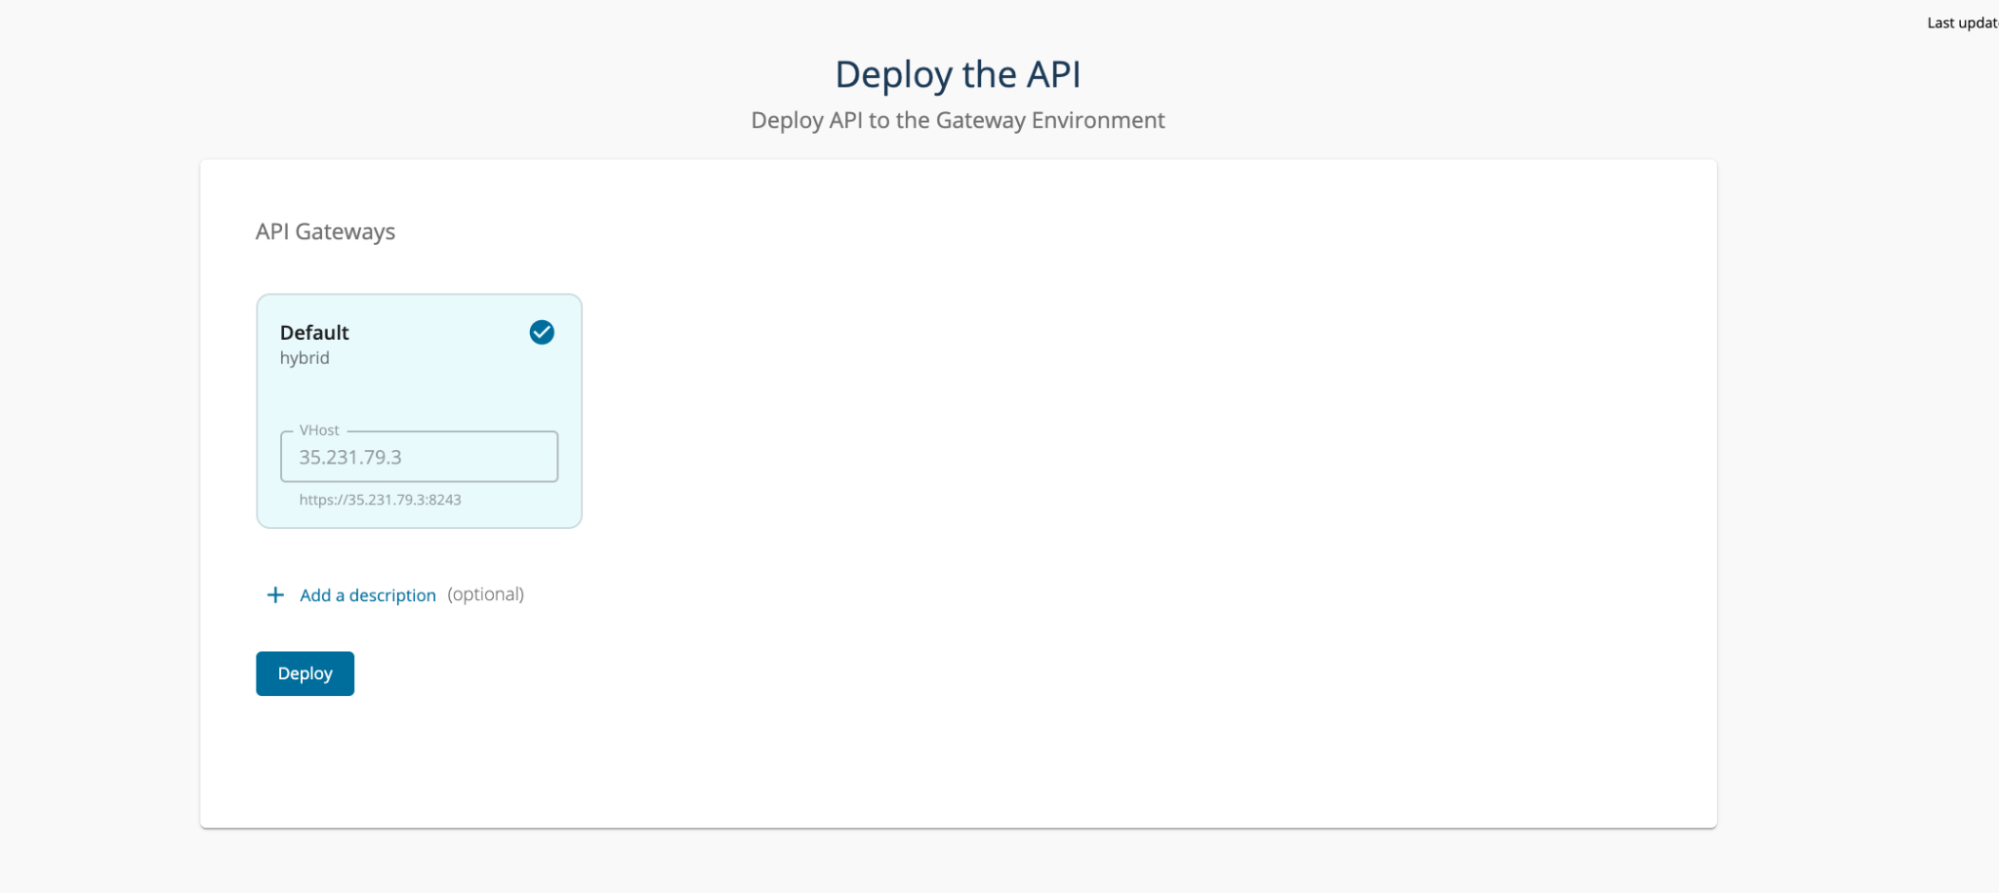 Last updat
Deploy the API
Deploy API to the Gateway Environment
API Gateways
Default
hybrid
VHost
35.231.79.3
https://35.231.79.3:8243
Add a description (optional)
Deploy